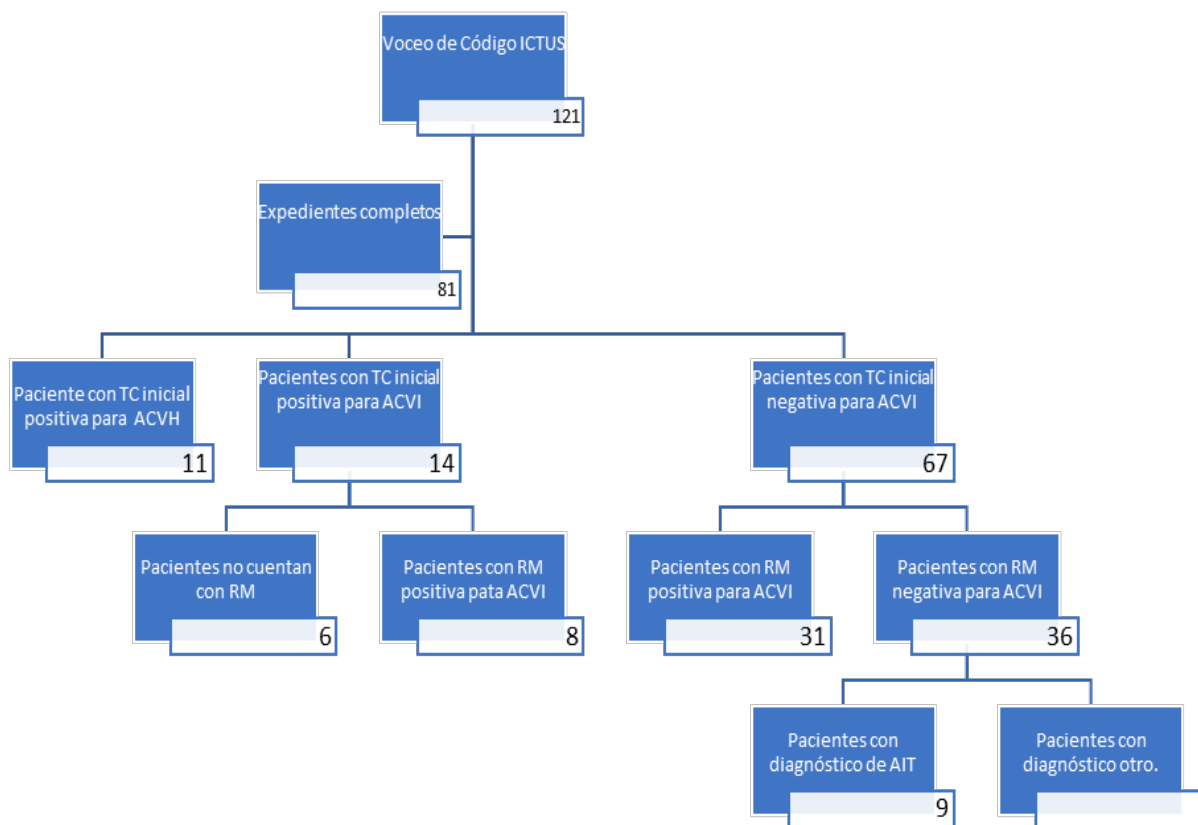 Voceo de Código ICTUS
121
Expedientes completos
81
Paciente con TC inicial
positiva para ACVH
11
Pacientes con TC inicial
positiva para ACVI
14
Pacientes con TC inicial
negativa para ACVI
67
Pacientes no cuentan
con RM
6
Pacientes con RM
positiva pata ACVI
8
Pacientes con RM
positiva para ACVI
31
Pacientes con RM
negativa para ACVI
36
Pacientes con
diagnóstico de AIT
9
Pacientes con
diagnóstico otro.